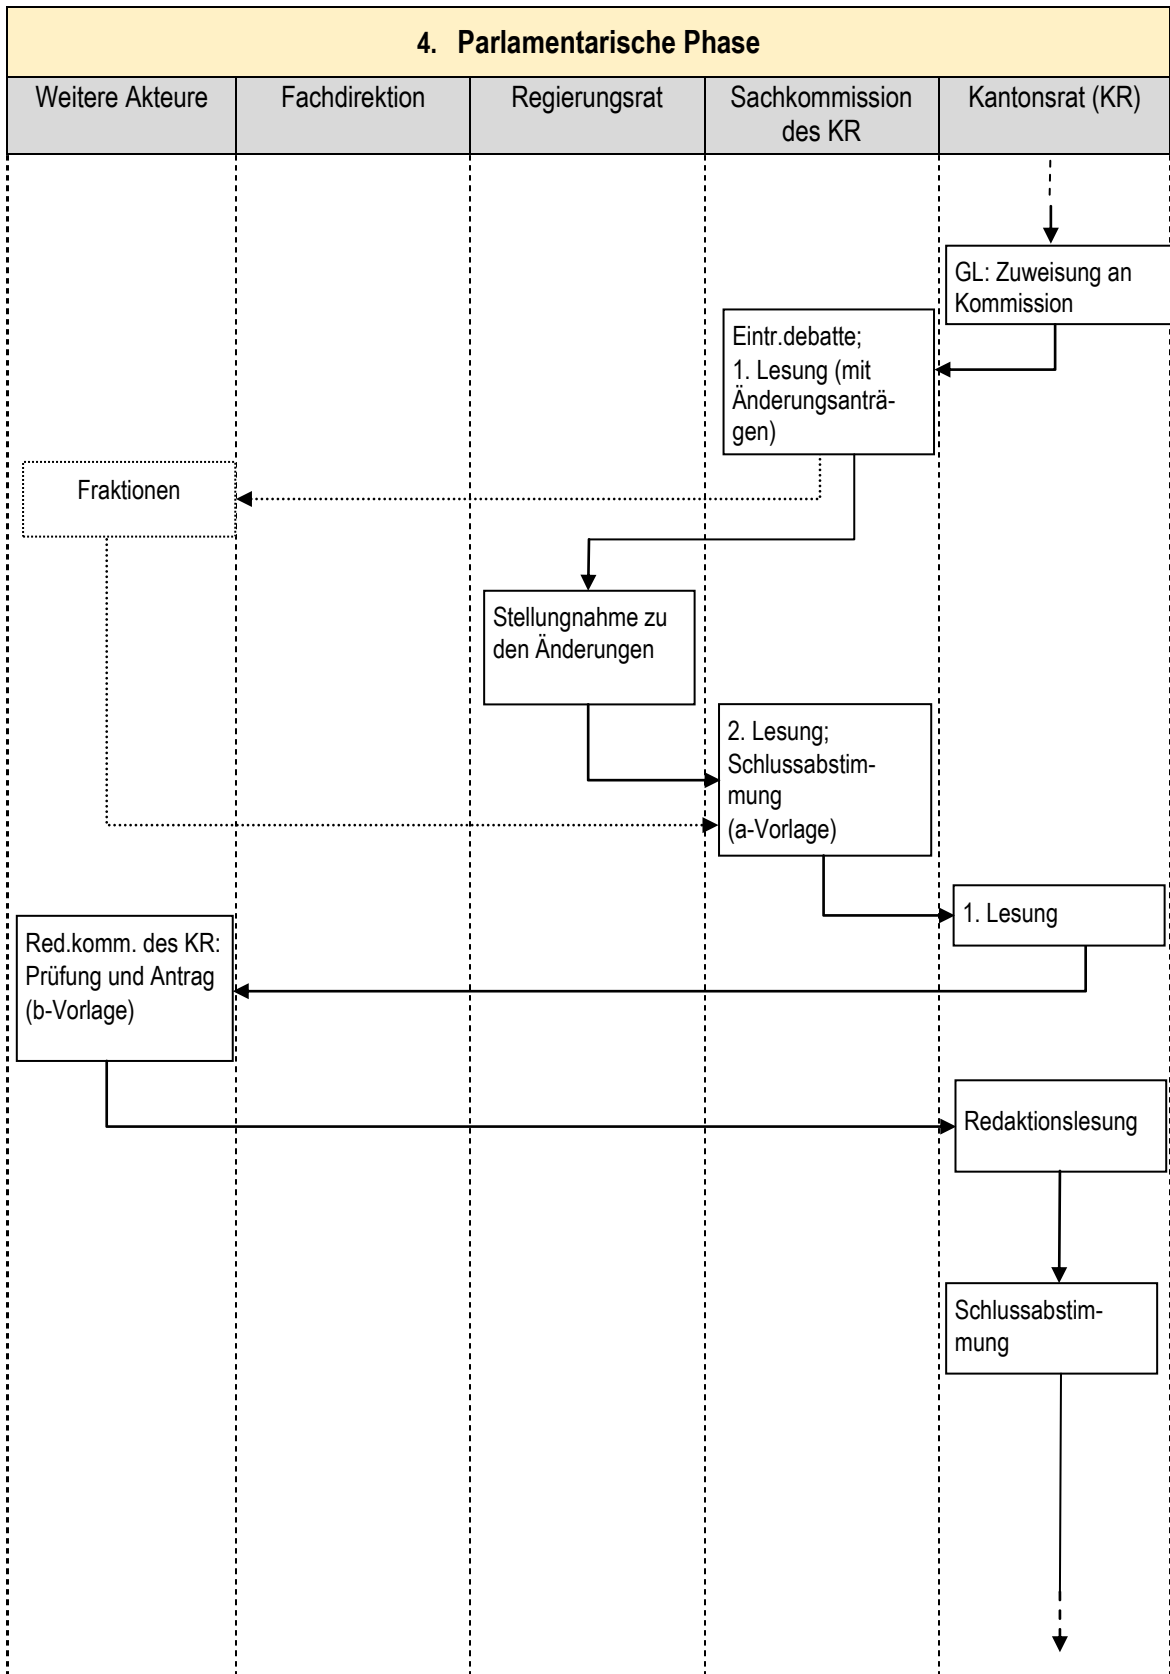 4. Parlamentarische Phase
Weitere Akteure
Fachdirektion
Regierungsrat
Sachkommission
des KR
Kantonsrat (KR)
GL: Zuweisung an
Kommission
Eintr.debatte;
1. Lesung (mit
Änderungsanträ-
gen)
Fraktionen
Stellungnahme zu
den Änderungen
2. Lesung;
Schlussabstim-
mung
(a-Vorlage)
1. Lesung
Red.komm. des KR:
Prüfung und Antrag
(b-Vorlage)
Redaktionslesung
Schlussabstim-
mung